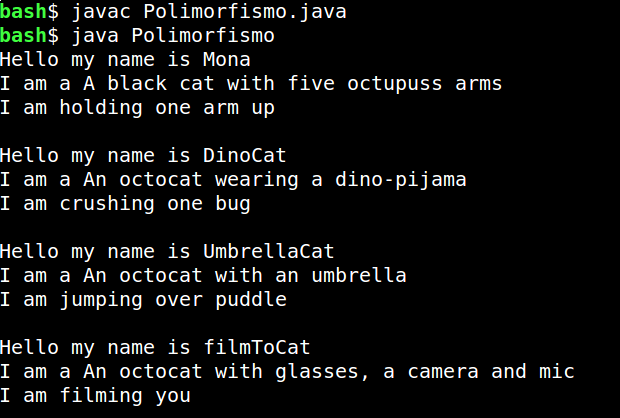 bash$ javac Polimorfismo.java
bash$ java Polimorfismo
Hello my name is Mona
I am a A black cat with five octupuss arms
I am holding one arm up
Hello my name is DinoCat
I am a An octocat wearing a dino-pijama
I am crushing one bug
Hello my name is UmbrellaCat
I am a An octocat with an umbrella
I am jumping over puddle
Hello my name is filmToCat
I am a An octocat with glasses, a camera and mic
I am filming you